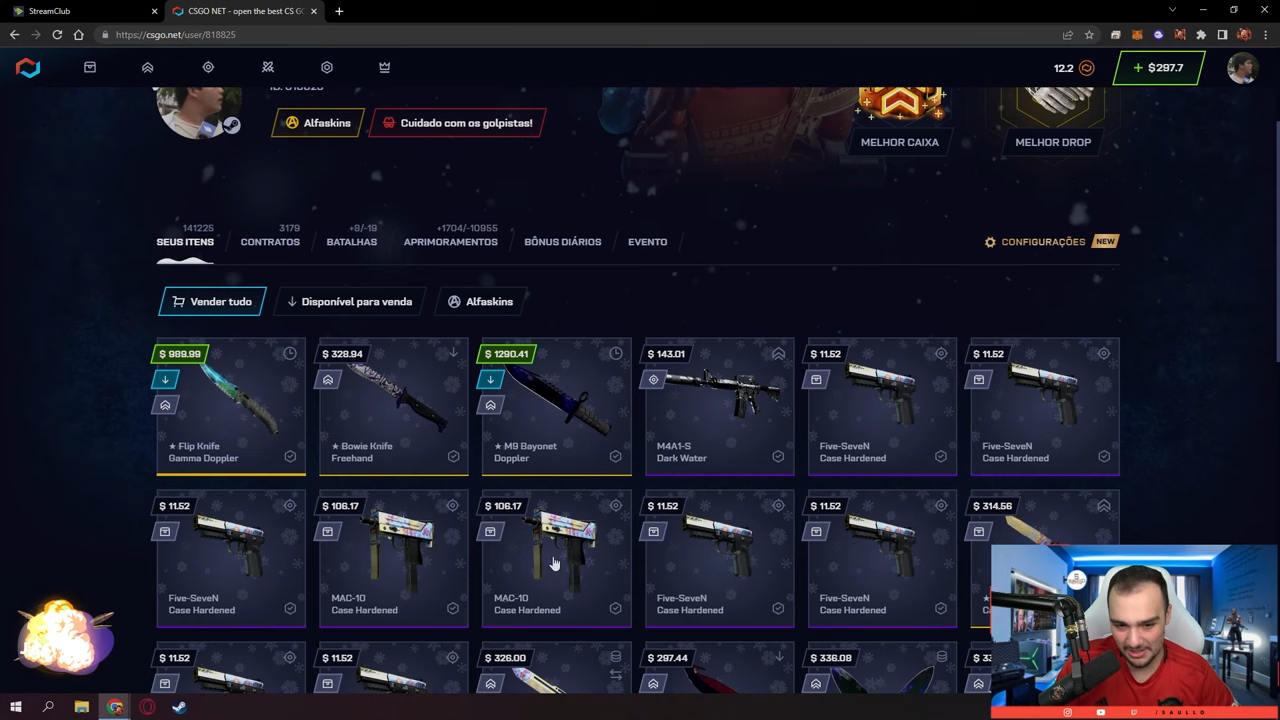 StreamClub
CSGO NET - open the best CS GO
https://csgo.net/user/818825
12.2
+ $297.7
Alfaskins
Cuidado com os golpistas!
MELHOR CAIXA
MELHOR DROP
141225
3179
+8/-19
+1704/-10955
SEUS ITENS
CONTRATOS
BATALHAS
APRIMORAMENTOS
BÔNUS DIÁRIOS
EVENTO
CONFIGURAÇÕES
NEW
Vender tudo
Disponível para venda
Alfaskins
$ 989.99
$ 328.94
$ 1290.41
$ 143.01
$ 11.52
$ 11.52
★ Flip Knife
Gamma Doppler
★ Bowie Knife
Freehand
★ M9 Bayonet
Doppler
M4A1-S
Dark Water
Five-SeveN
Case Hardened
Five-SeveN
Case Hardened
$ 11.52
$ 106.17
$ 106.17
$ 11.52
$ 11.52
$ 314.56
Five-SeveN
Case Hardened
MAC-10
Case Hardened
MAC-10
Case Hardened
Five-SeveN
Case Hardened
Five-SeveN
Case Hardened
$ 11.52
$ 11.52
$ 326.00
$ 297.44
$ 336.08
/SAULLO